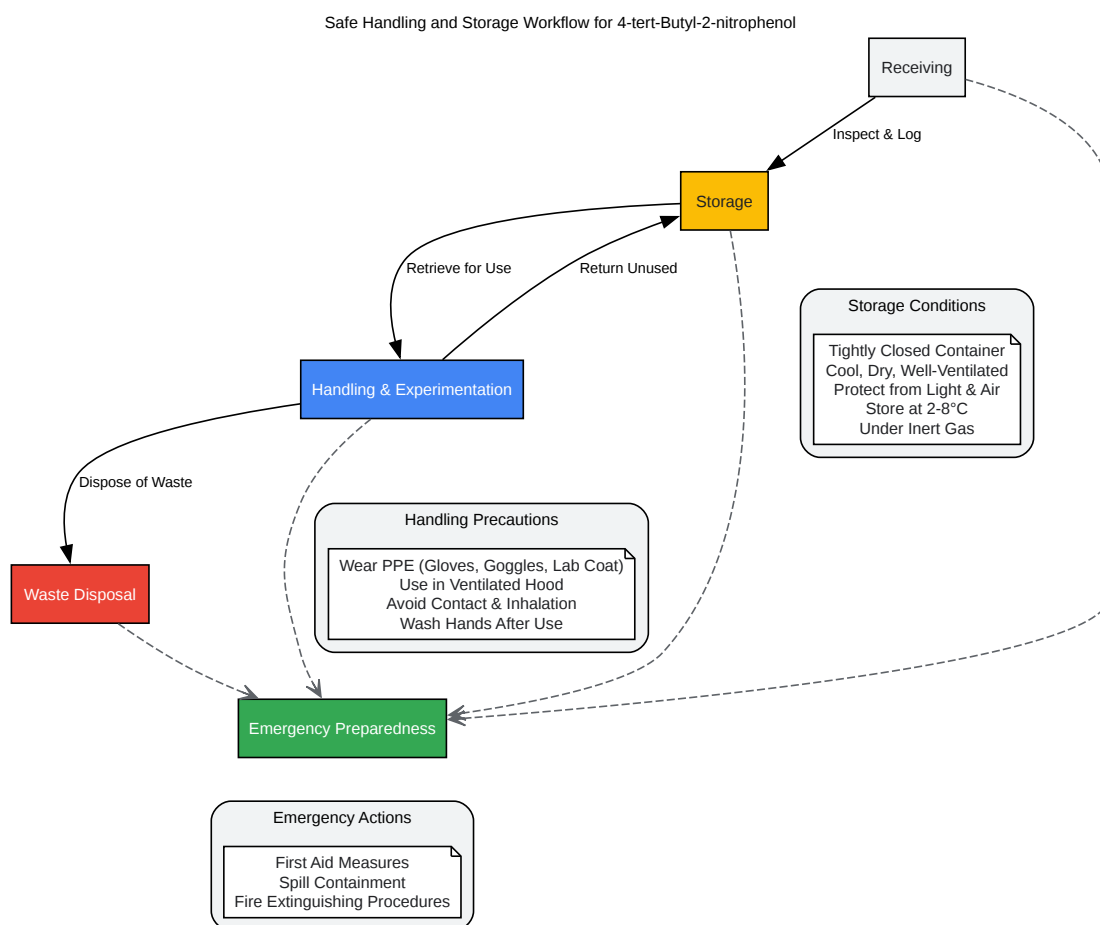 Safe Handling and Storage Workflow for 4-tert-Butyl-2-nitrophenol
Receiving
Inspect & Log
Storage
Retrieve for Use
Return Unused
Storage Conditions
Tightly Closed Container
Cool, Dry, Well-Ventilated
Protect from Light & Air
Store at 2-8°C
Under Inert Gas
Handling & Experimentation
Dispose of Waste
Handling Precautions
Wear PPE (Gloves, Goggles, Lab Coat)
Use in Ventilated Hood
Avoid Contact & Inhalation
Wash Hands After Use
Waste Disposal
Emergency Preparedness
Emergency Actions
First Aid Measures
Spill Containment
Fire Extinguishing Procedures